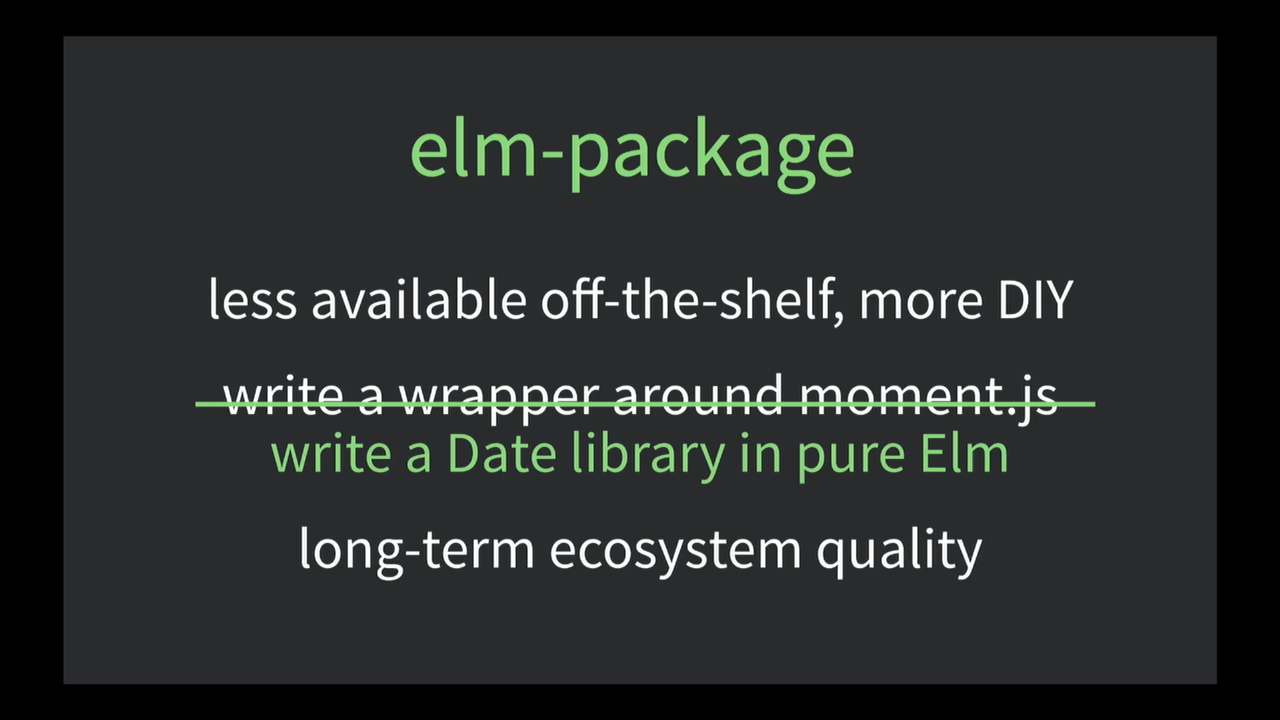 elm-package
less available off-the-shelf, more DIY
write a wrapper around moment.js
write a Date library in pure Elm
long-term ecosystem quality